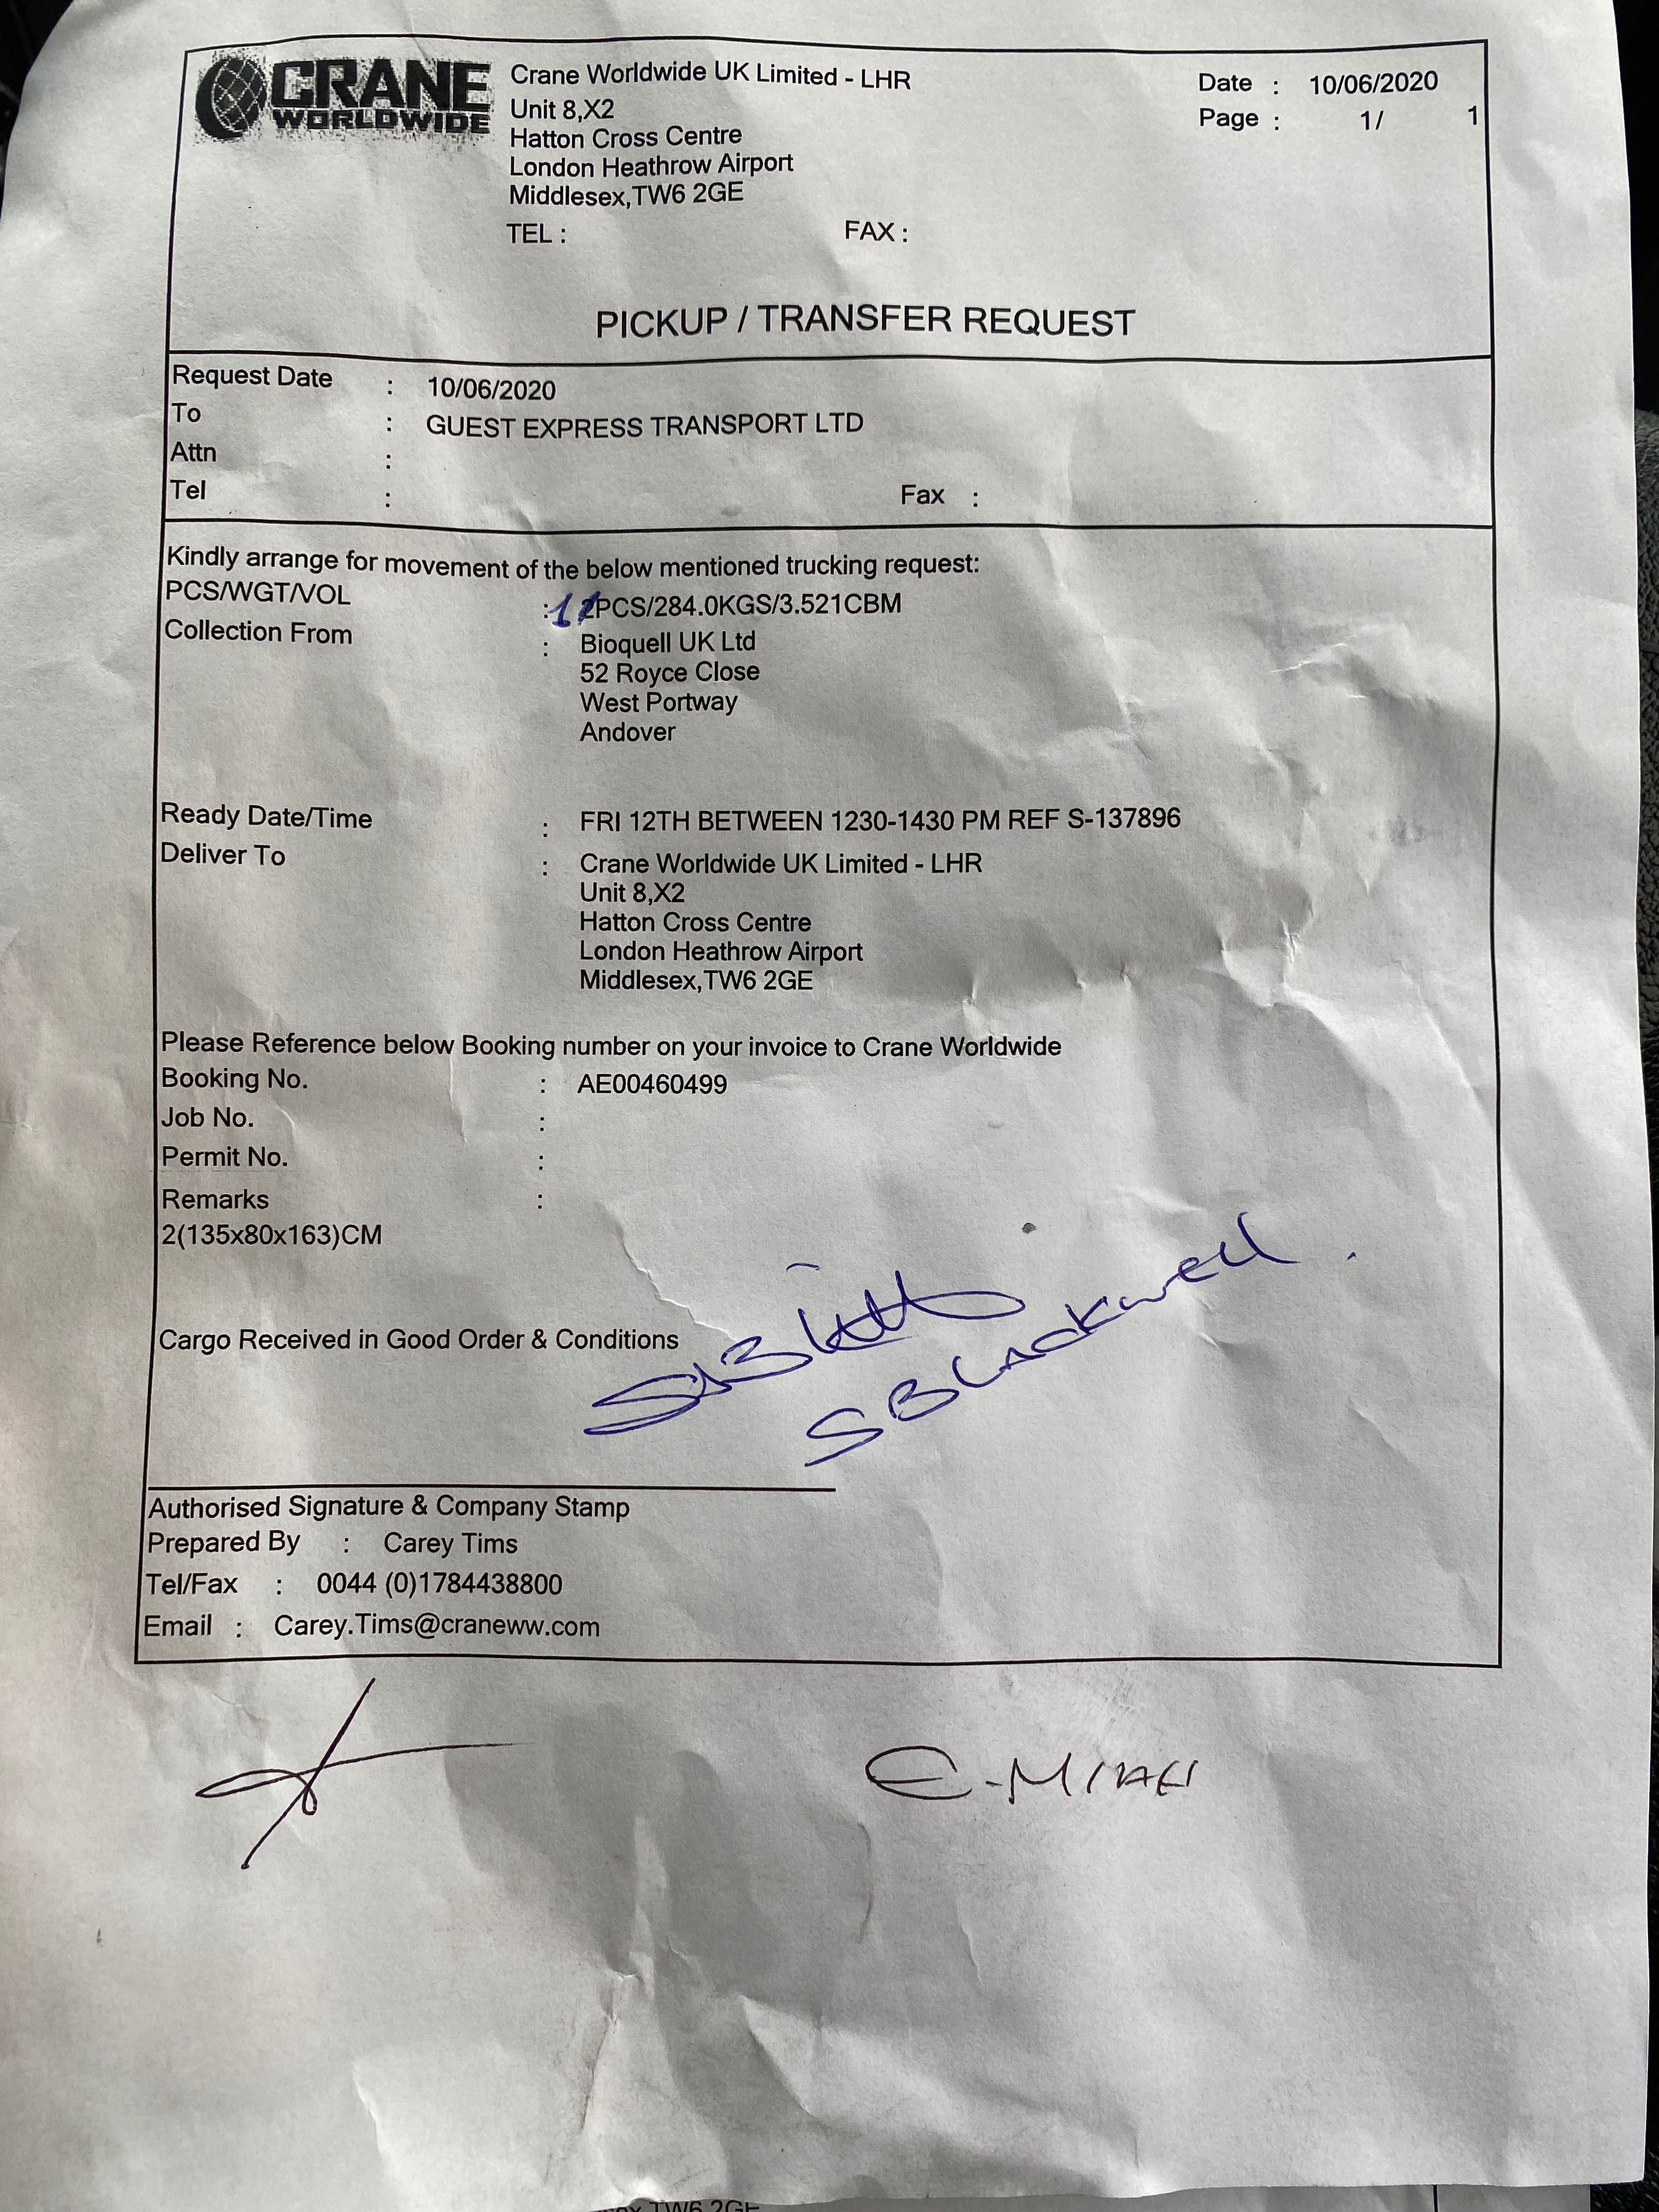 CRANE
WORLDWIDE
Crane Worldwide UK Limited - LHR
Unit 8,X2
Hatton Cross Centre
London Heathrow Airport
Middlesex,TW6 2GE
TEL : FAX :
Date : 10/06/2020
Page : 1/ 1
PICKUP / TRANSFER REQUEST
Request Date : 10/06/2020
To : GUEST EXPRESS TRANSPORT LTD
Attn :
Tel : Fax :
Kindly arrange for movement of the below mentioned trucking request:
PCS/WGT/VOL : 1 2PCS/284.0KGS/3.521CBM
Collection From : Bioquell UK Ltd
52 Royce Close
West Portway
Andover
Ready Date/Time : FRI 12TH BETWEEN 1230-1430 PM REF S-137896
Deliver To : Crane Worldwide UK Limited - LHR
Unit 8,X2
Hatton Cross Centre
London Heathrow Airport
Middlesex,TW6 2GE
Please Reference below Booking number on your invoice to Crane Worldwide
Booking No. : AE00460499
Job No. :
Permit No. :
Remarks :
2(135x80x163)CM
Cargo Received in Good Order & Conditions
S Blackwell
Authorised Signature & Company Stamp
Prepared By : Carey Tims
Tel/Fax : 0044 (0)1784438800
Email : Carey.Tims@craneww.com
TW6 2GE